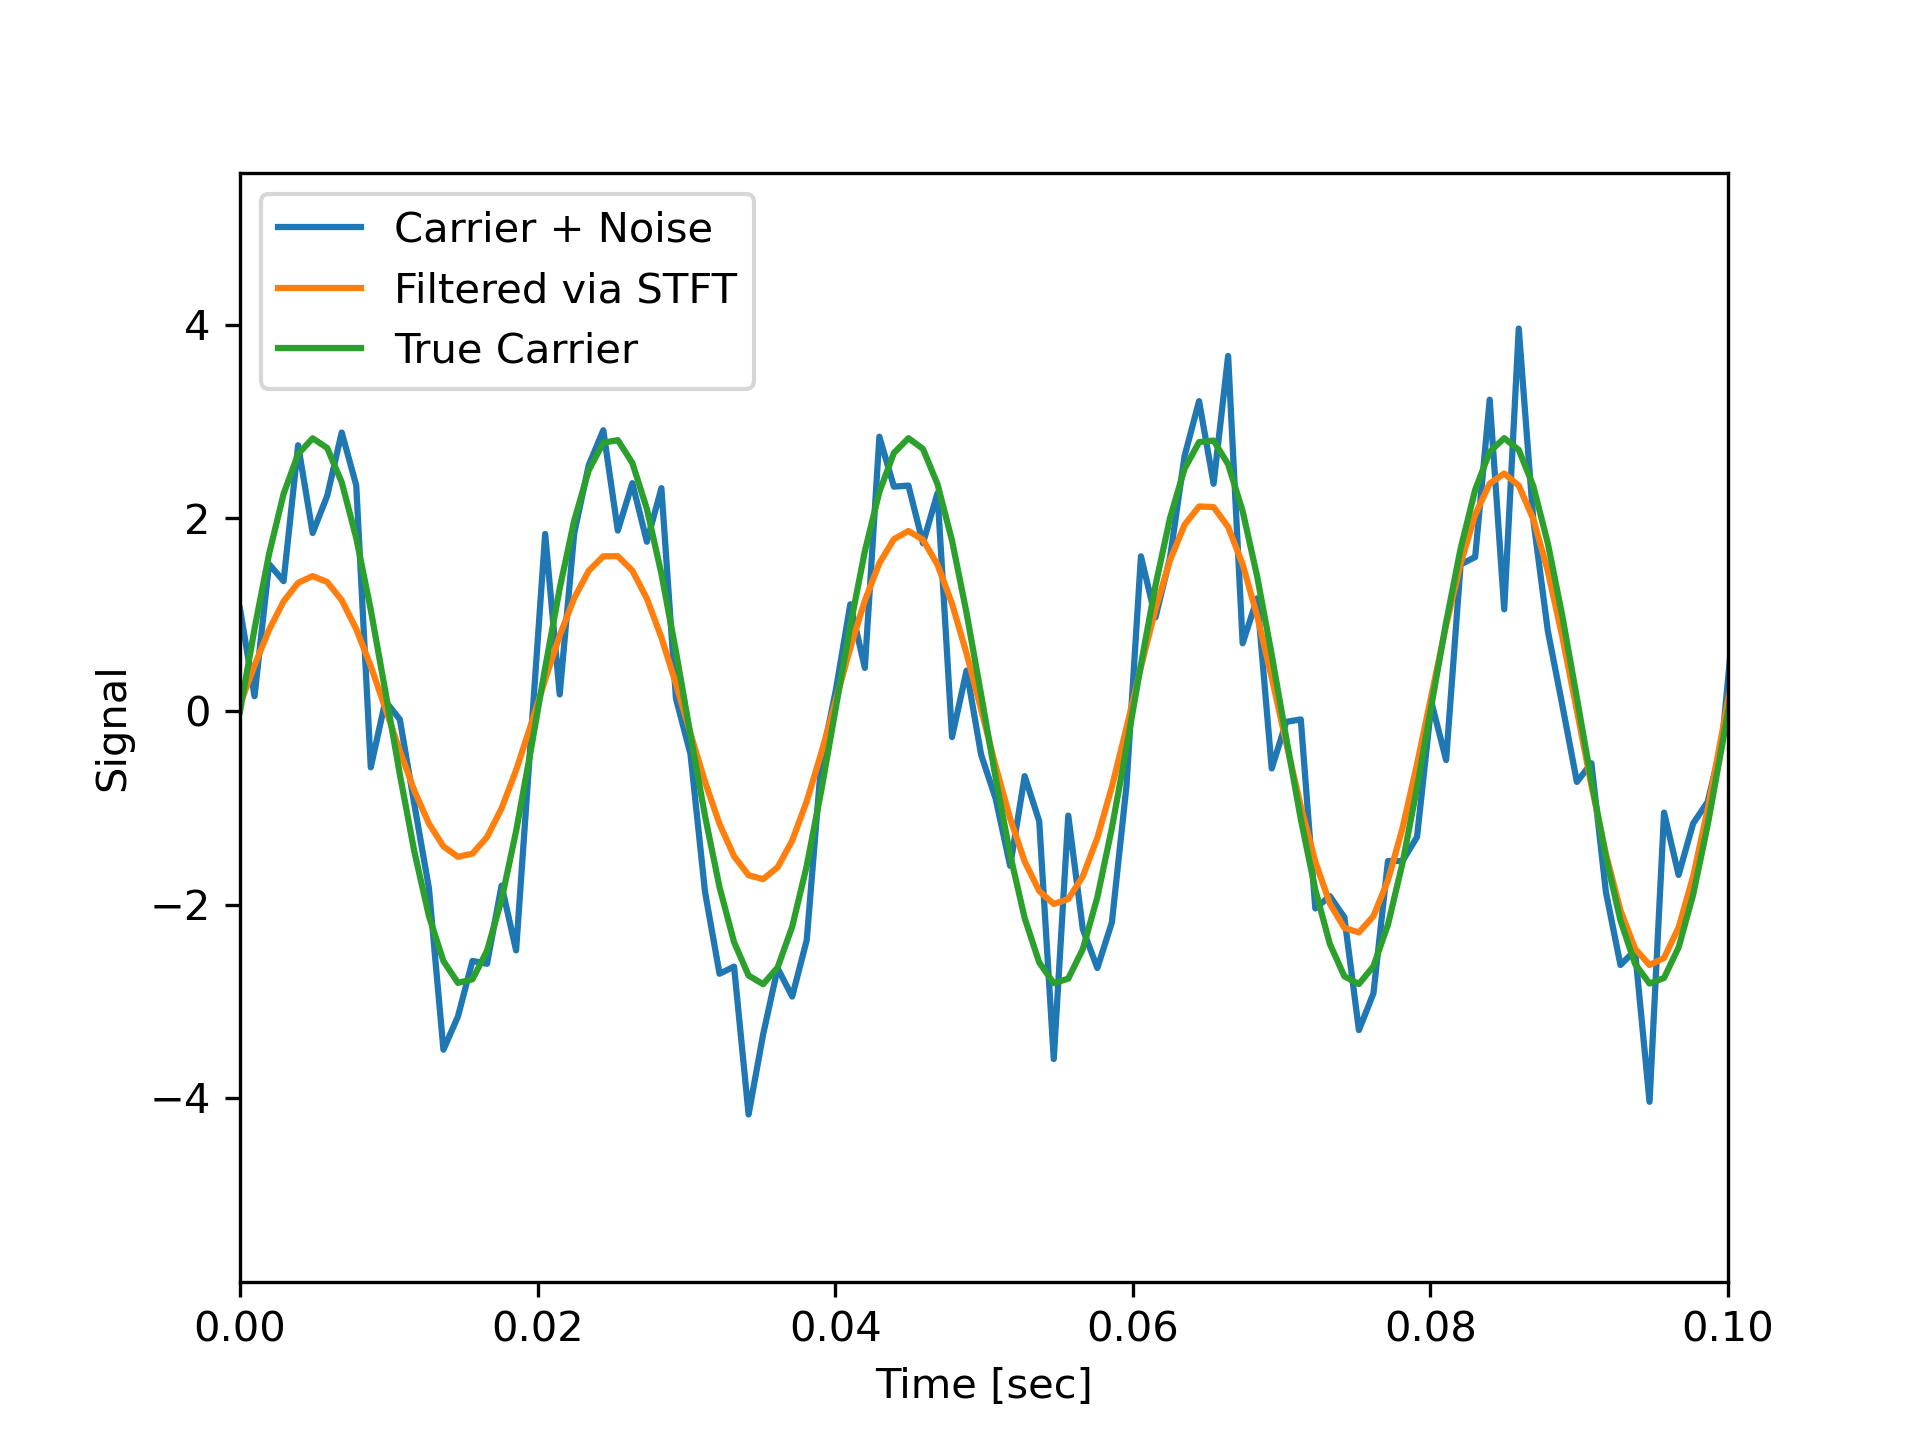 Carrier + Noise
Filtered via STFT
True Carrier
4
2
0
−2
−4
Signal
0.00 0.02 0.04 0.06 0.08 0.10
Time [sec]